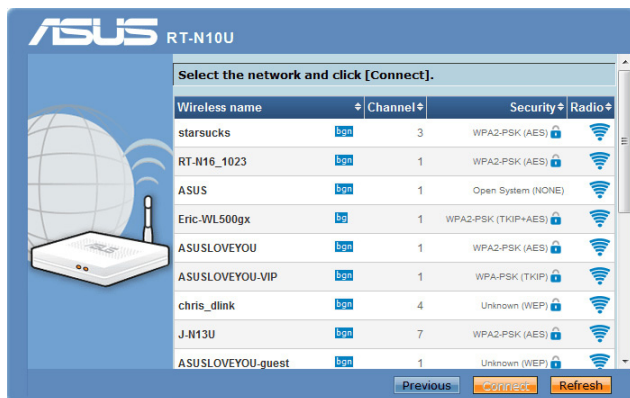 ASUS RT-N10U
Select the network and click [Connect].
Wireless name Channel Security Radio
starsucks bgn 3 WPA2-PSK (AES)
RT-N16_1023 bgn 1 WPA2-PSK (AES)
ASUS bgn 1 Open System (NONE)
Eric-WL500gx bg 1 WPA2-PSK (TKIP+AES)
ASUSLOVEYOU bgn 1 WPA2-PSK (AES)
ASUSLOVEYOU-VIP bgn 1 WPA-PSK (TKIP)
chris_dlink bgn 4 Unknown (WEP)
J-N13U bgn 7 WPA2-PSK (AES)
ASUSLOVEYOU-guest bgn 1 Unknown (WEP)
Previous Connect Refresh